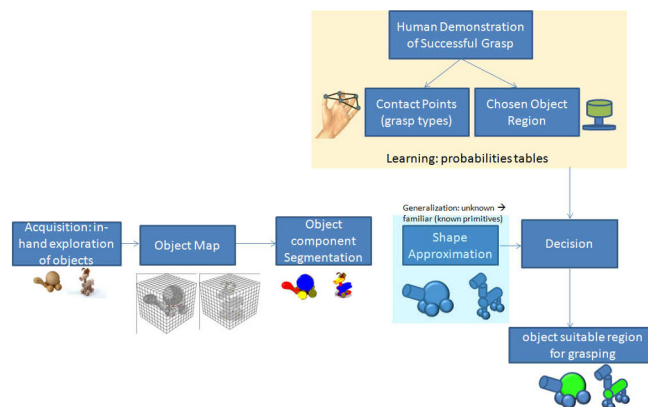 Human Demonstration
of Successful Grasp
Contact Points
(grasp types)
Chosen Object
Region
Learning: probabilities tables
Generalization: unknown →
familiar (known primitives)
Acquisition: in-
hand exploration
of objects
Object Map
Object
component
Segmentation
Shape
Approximation
Decision
object suitable region
for grasping